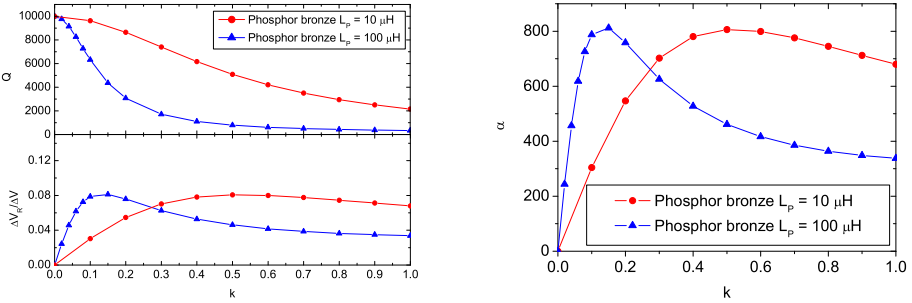 10000
8000
6000
4000
2000
0
Q
Phosphor bronze L_P = 10 μH
Phosphor bronze L_P = 100 μH
0.12
0.08
0.04
0.00
ΔV_R/ΔV
0.0 0.1 0.2 0.3 0.4 0.5 0.6 0.7 0.8 0.9 1.0
k
800
600
400
200
0
α
Phosphor bronze L_P = 10 μH
Phosphor bronze L_P = 100 μH
0.0 0.2 0.4 0.6 0.8 1.0
k